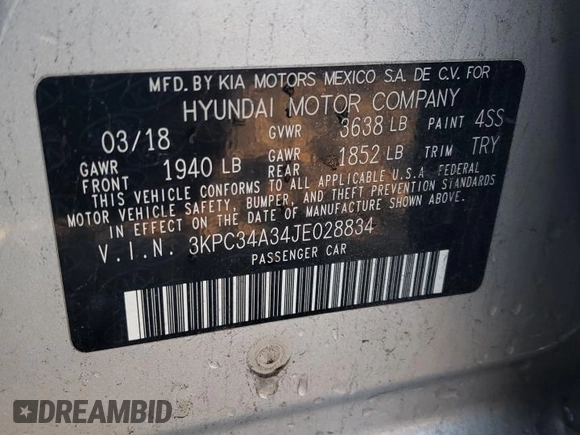 MFD. BY KIA MOTORS MEXICO S.A. DE C.V. FOR
HYUNDAI MOTOR COMPANY
03/18 GVWR 3638 LB PAINT 4SS
GAWR FRONT 1940 LB GAWR REAR 1852 LB TRIM TRY
THIS VEHICLE CONFORMS TO ALL APPLICABLE U.S.A FEDERAL
MOTOR VEHICLE SAFETY, BUMPER, AND THEFT PREVENTION STANDARDS
IN EFFECT ON THE DATE OF MANUFACTURE SHOWN ABOVE.
V.I.N. 3KPC34A34JE028834
PASSENGER CAR
DREAMBID